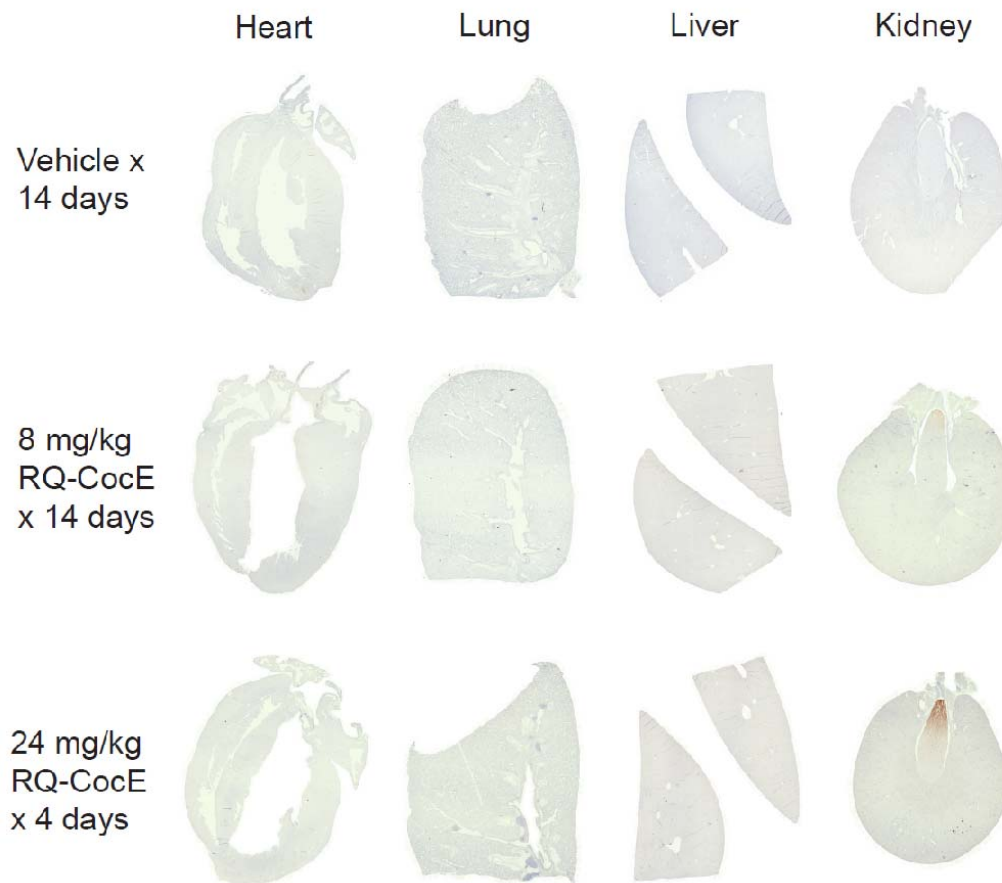 Heart Lung Liver Kidney
Vehicle x
14 days
8 mg/kg
RQ-CocE
x 14 days
24 mg/kg
RQ-CocE
x 4 days